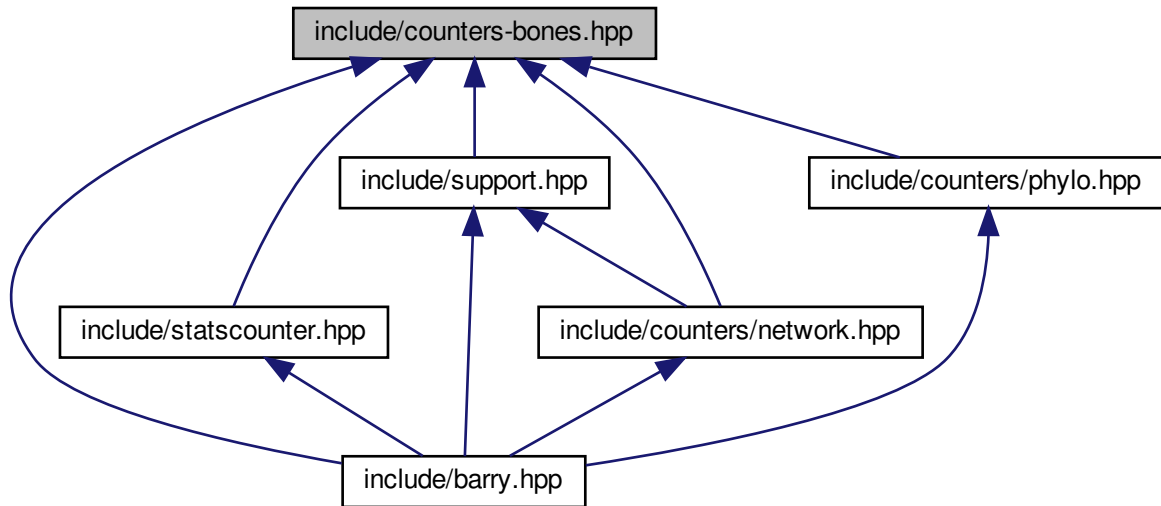 include/counters-bones.hpp
include/support.hpp
include/counters/phylo.hpp
include/statscounter.hpp
include/counters/network.hpp
include/barry.hpp